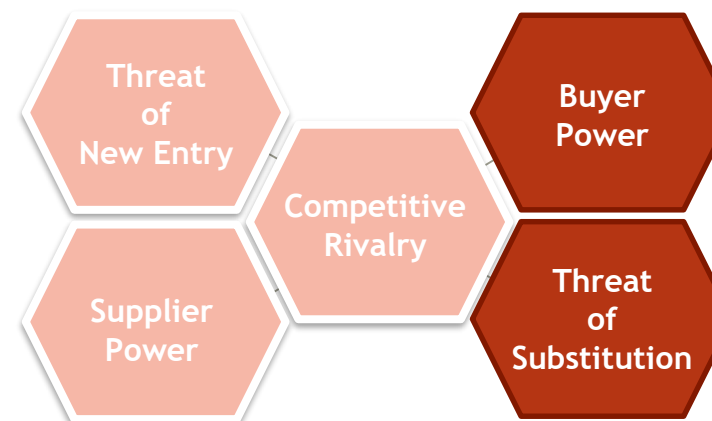 Threat
of
New Entry
Buyer
Power
Competitive
Rivalry
Supplier
Power
Threat
of
Substitution